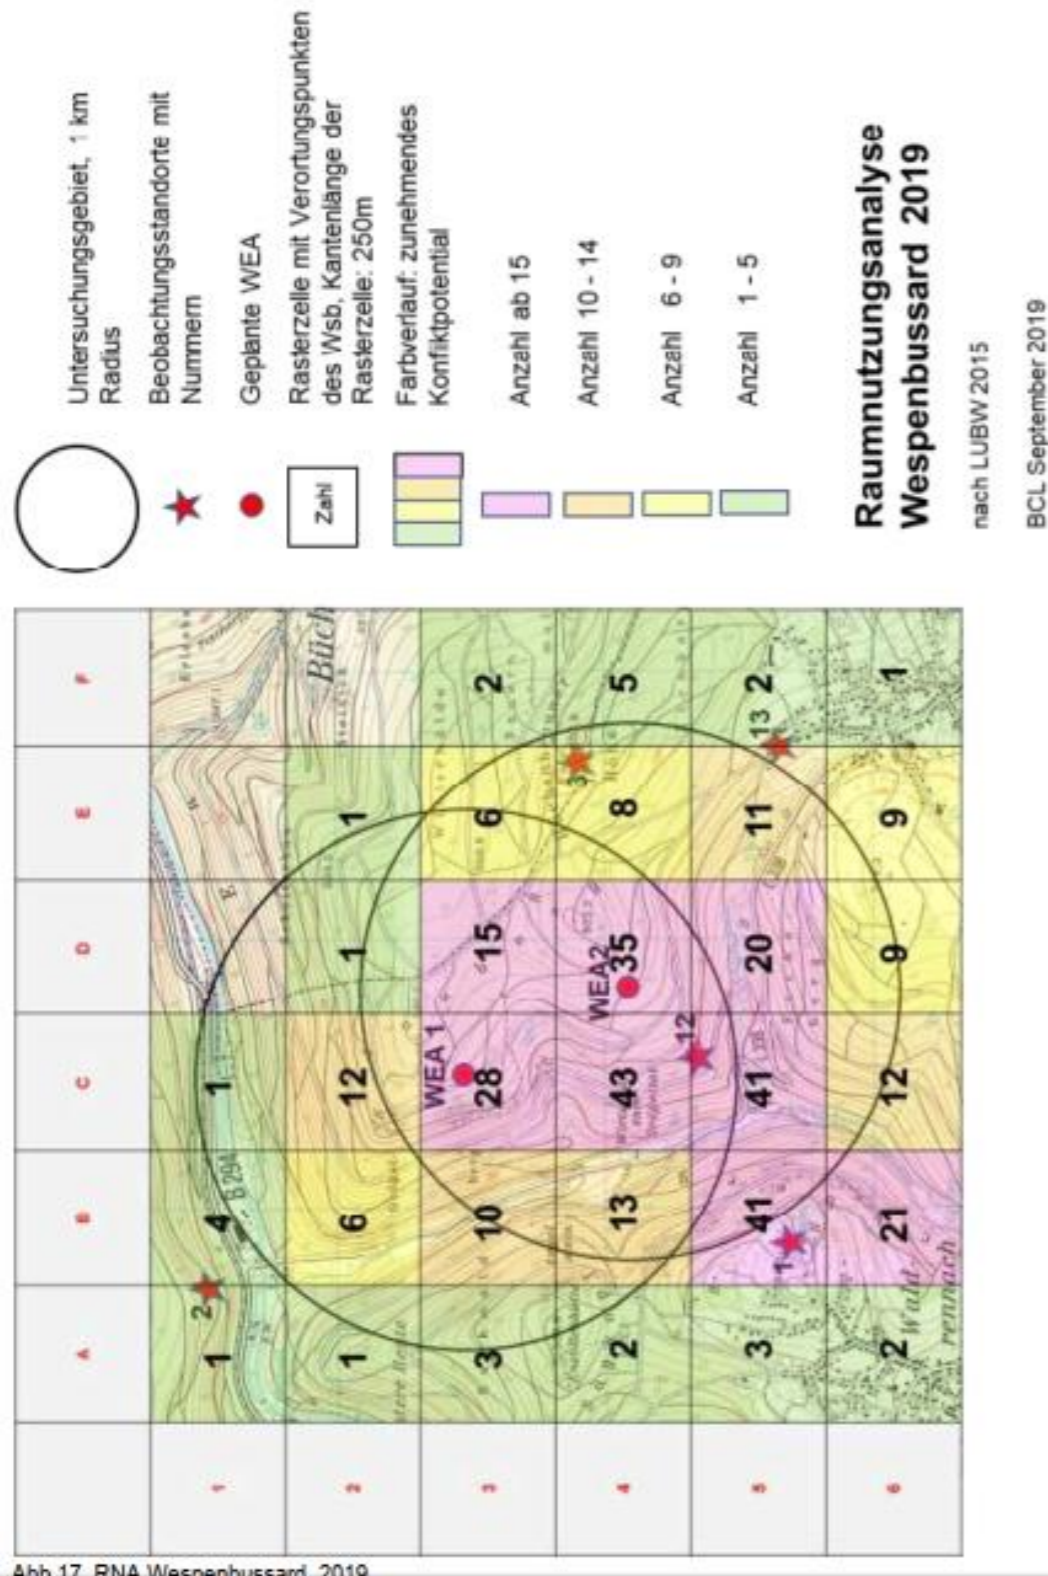 A B C D E F
1 1 4 1
2 1 6 12 1 1
3 3 10 28 15 6 2
4 2 13 43 35 8 5
5 3 41 41 20 11 2
6 2 21 12 9 9 1
2
B 294
WEA 1
WEA2
3
12
13
1
Büch
Wald
rennach
Untersuchungsgebiet, 1 km
Radius
Beobachtungsstandorte mit
Nummern
Geplante WEA
Zahl
Rasterzelle mit Verortungspunkten
des Wsb, Kantenlänge der
Rasterzelle: 250m
Farbverlauf: zunehmendes
Konfliktpotential
Anzahl ab 15
Anzahl 10 - 14
Anzahl 6 - 9
Anzahl 1 - 5
Raumnutzungsanalyse
Wespenbussard 2019
nach LUBW 2015
BCL September 2019
Abb 17 RNA Wespenbussard 2019